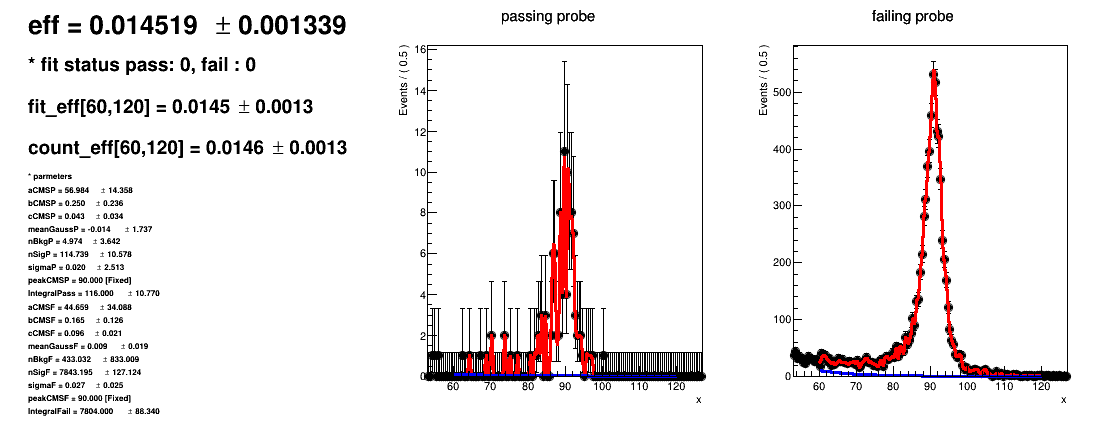 eff = 0.014519 ± 0.001339
* fit status pass: 0, fail : 0
fit_eff[60,120] = 0.0145 ± 0.0013
count_eff[60,120] = 0.0146 ± 0.0013
* parmeters
aCMSP = 56.984 ± 14.358
bCMSP = 0.250 ± 0.236
cCMSP = 0.043 ± 0.034
meanGaussP = -0.014 ± 1.737
nBkgP = 4.974 ± 3.642
nSigP = 114.739 ± 10.578
sigmaP = 0.020 ± 2.513
peakCMSP = 90.000 [Fixed]
IntegralPass = 116.000 ± 10.770
aCMSF = 44.659 ± 34.088
bCMSF = 0.165 ± 0.126
cCMSF = 0.096 ± 0.021
meanGaussF = 0.009 ± 0.019
nBkgF = 433.032 ± 833.009
nSigF = 7843.195 ± 127.124
sigmaF = 0.027 ± 0.025
peakCMSF = 90.000 [Fixed]
IntegralFail = 7804.000 ± 88.340
passing probe
Events / ( 0.5 )
16
14
12
10
8
6
4
2
0
60 70 80 90 100 110 120
x
failing probe
Events / ( 0.5 )
500
400
300
200
100
0
60 70 80 90 100 110 120
x